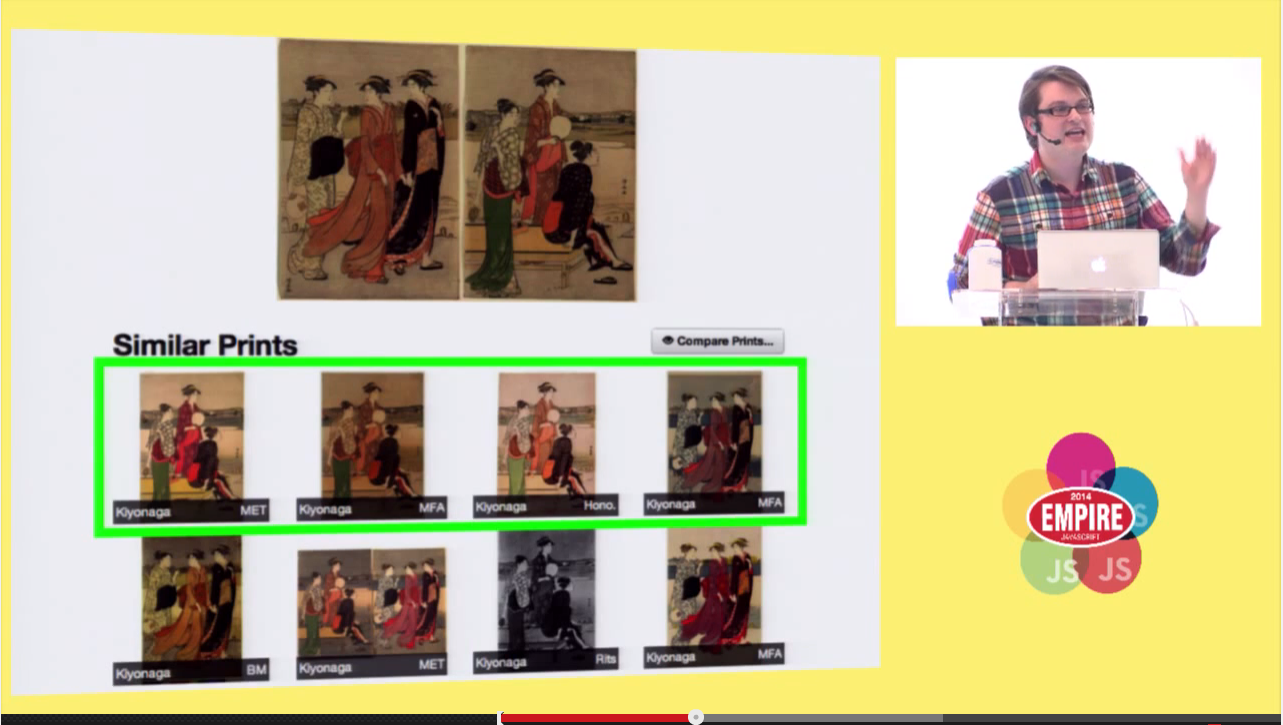 Similar Prints
Compare Prints...
Kiyonaga MET
Kiyonaga MFA
Kiyonaga Hono.
Kiyonaga MFA
Kiyonaga BM
Kiyonaga MET
Kiyonaga Rits
Kiyonaga MFA
JS
JS
2014
EMPIRE
JAVASCRIPT
JS
JS